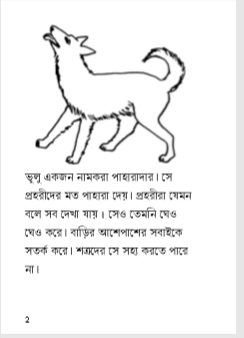 ভুলু একজন নামকরা পাহারাদার। সে
প্রহরীদের মত পাহারা দেয়। প্রহরীরা যেমন
বলে সব দেখা যায় । সেও তেমনি ঘেও
ঘেও করে। বাড়ির আশেপাশের সবাইকে
সতর্ক করে। শত্রুদের সে সহ্য করতে পারে
না।
2